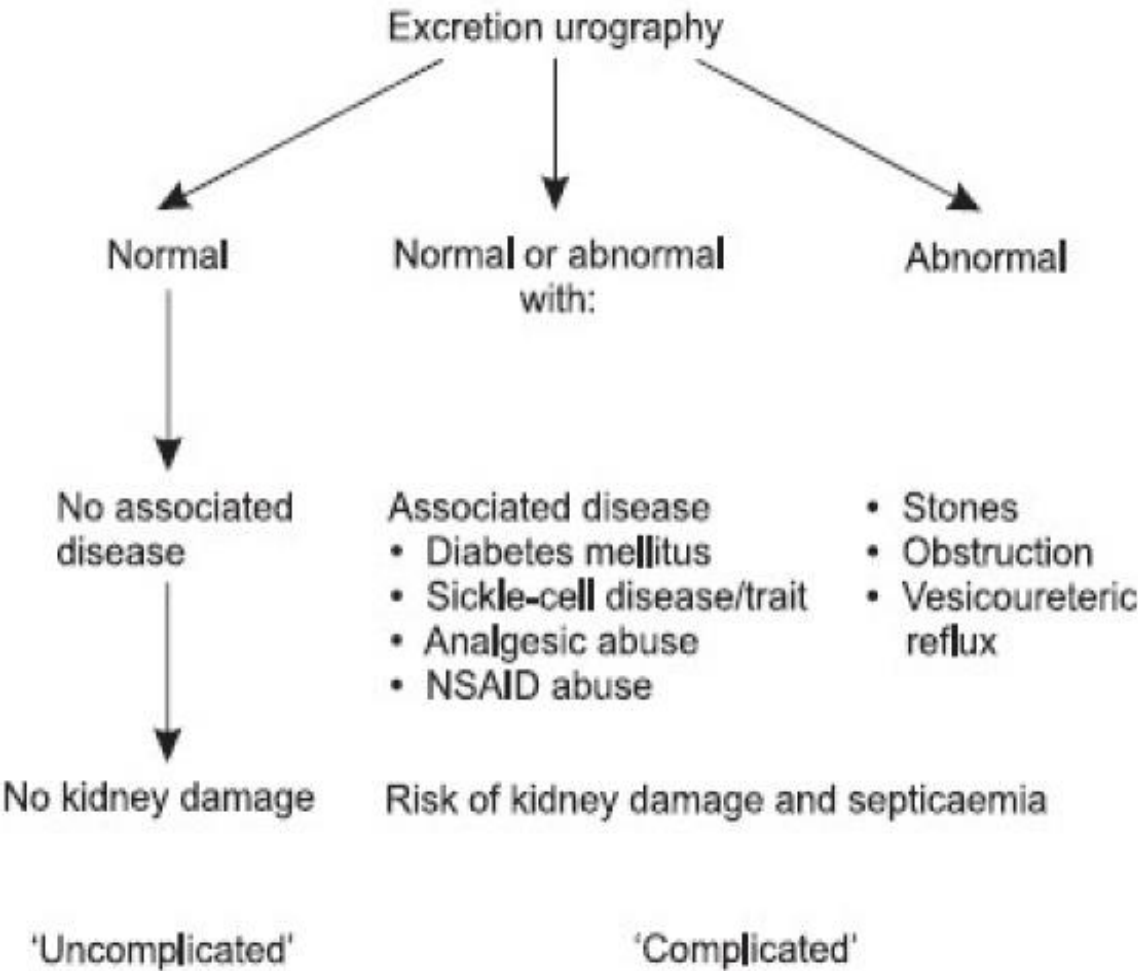 Excretion urography
Normal
Normal or abnormal
with:
Abnormal
No associated
disease
Associated disease
• Diabetes mellitus
• Sickle-cell disease/trait
• Analgesic abuse
• NSAID abuse
• Stones
• Obstruction
• Vesicoureteric
reflux
No kidney damage
Risk of kidney damage and septicaemia
‘Uncomplicated’
‘Complicated’